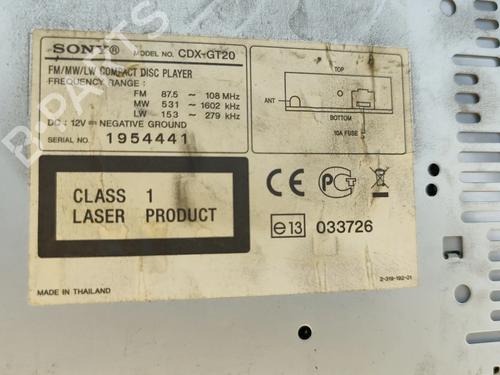 SONY® MODEL NO. CDX-GT20
FM/MW/LW COMPACT DISC PLAYER
FREQUENCY RANGE :
FM 87.5 ~ 108 MHz
MW 531 ~ 1602 kHz
LW 153 ~ 279 kHz
DC : 12V NEGATIVE GROUND
SERIAL NO. 1954441
TOP
ANT
BOTTOM
10A FUSE
CLASS 1
LASER PRODUCT
CE
e13 033726
MADE IN THAILAND
2-319-192-01
B-PARTS